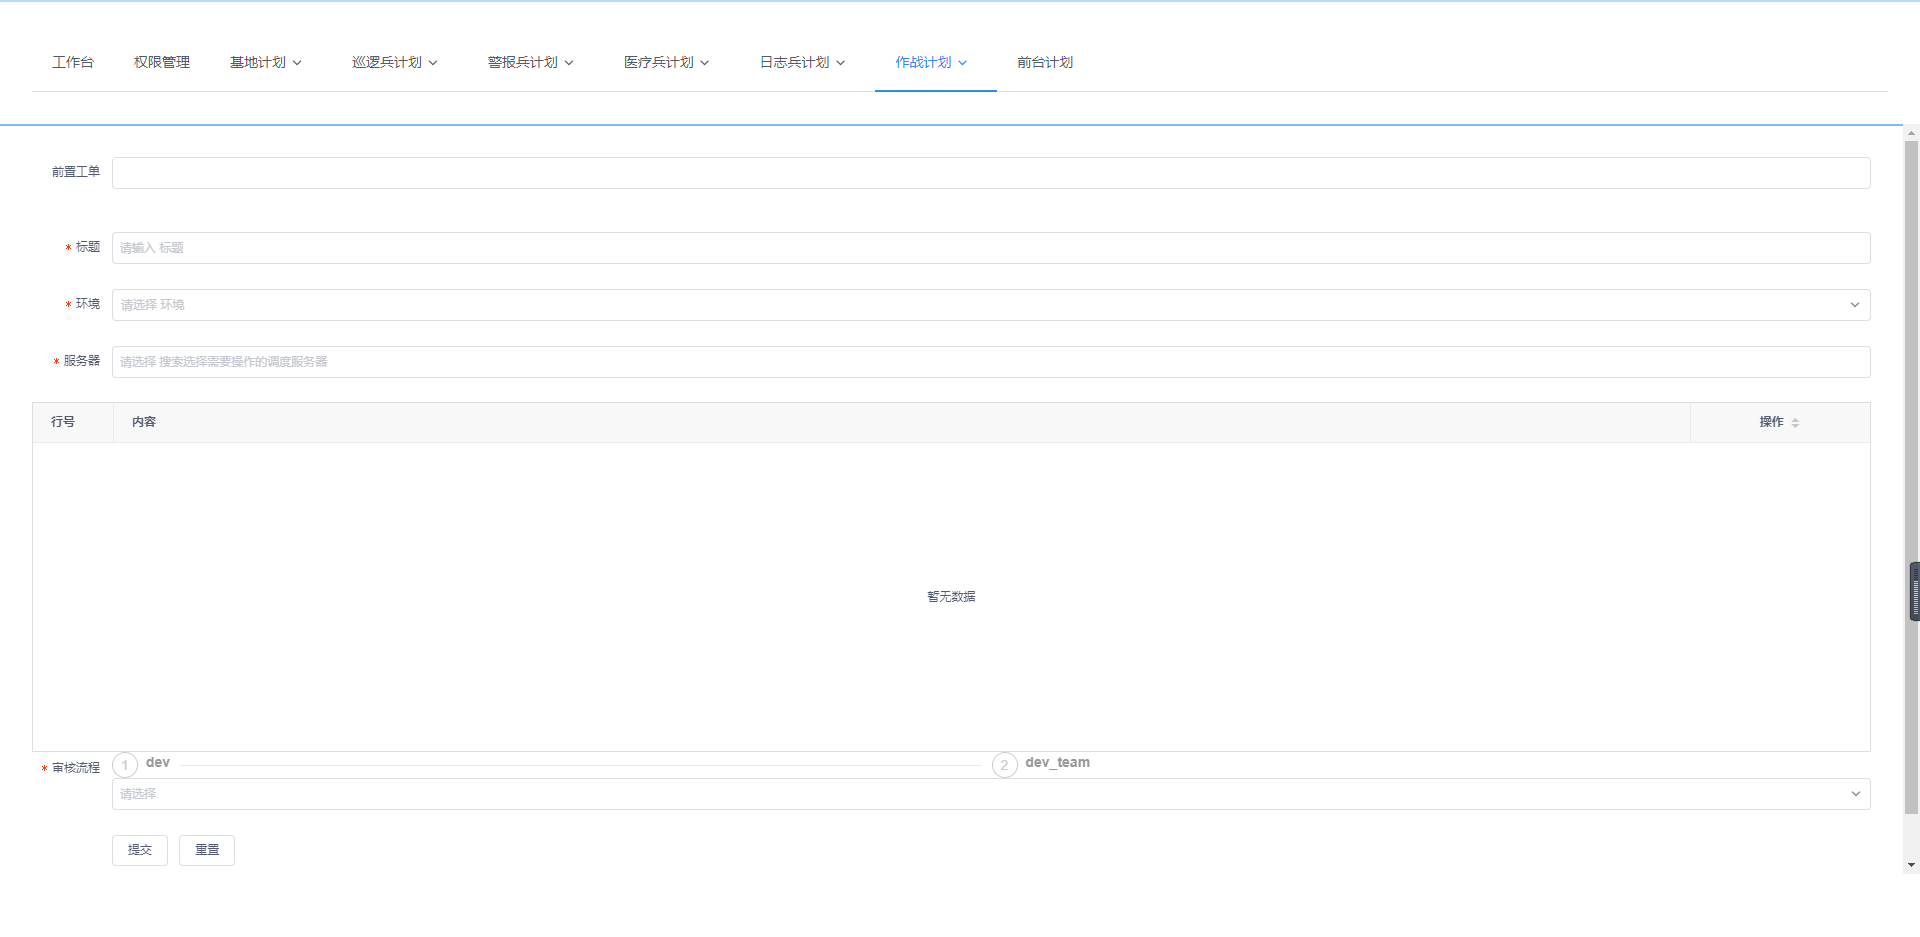 工作台 权限管理 基地计划 巡逻兵计划 警报兵计划 医疗兵计划 日志兵计划 作战计划 前台计划
前置工单
* 标题 请输入 标题
* 环境 请选择 环境
* 服务器 请选择 搜索选择需要操作的调度服务器
行号 内容 操作
暂无数据
* 审核流程 1 dev 2 dev_team
请选择
提交 重置